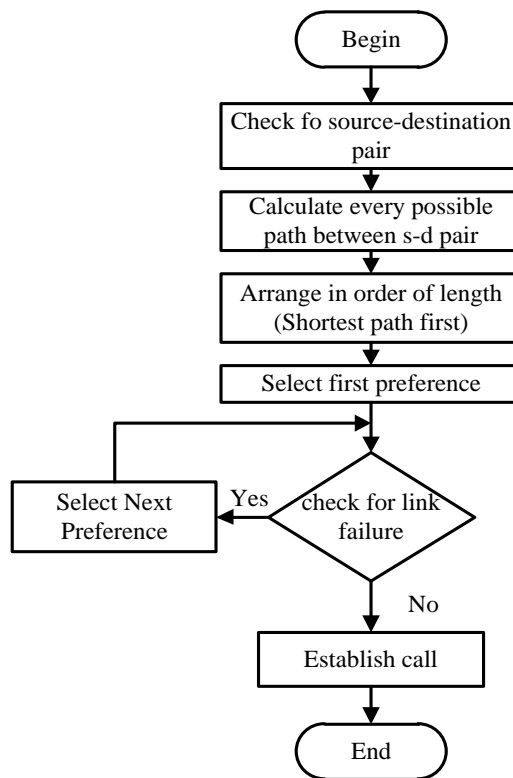 Begin
Check fo source-destination
pair
Calculate every possible
path between s-d pair
Arrange in order of length
(Shortest path first)
Select first preference
Select Next
Preference
Yes
check for link
failure
No
Establish call
End